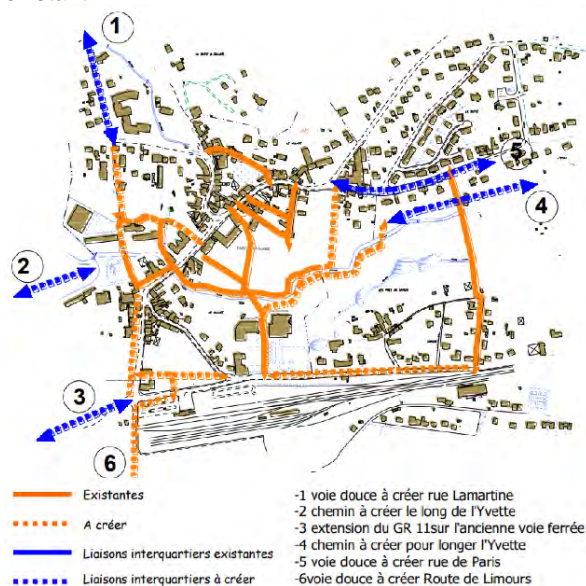 1
5
4
2
3
6
Existantes
A créer
Liaisons interquartiers existantes
Liaisons interquartiers à créer
-1 voie douce à créer rue Lamartine
-2 chemin à créer le long de l'Yvette
-3 extension du GR 11sur l'ancienne voie ferrée
-4 chemin à créer pour longer l'Yvette
-5 voie douce à créer rue de Paris
-6voie douce à créer Route de Limours